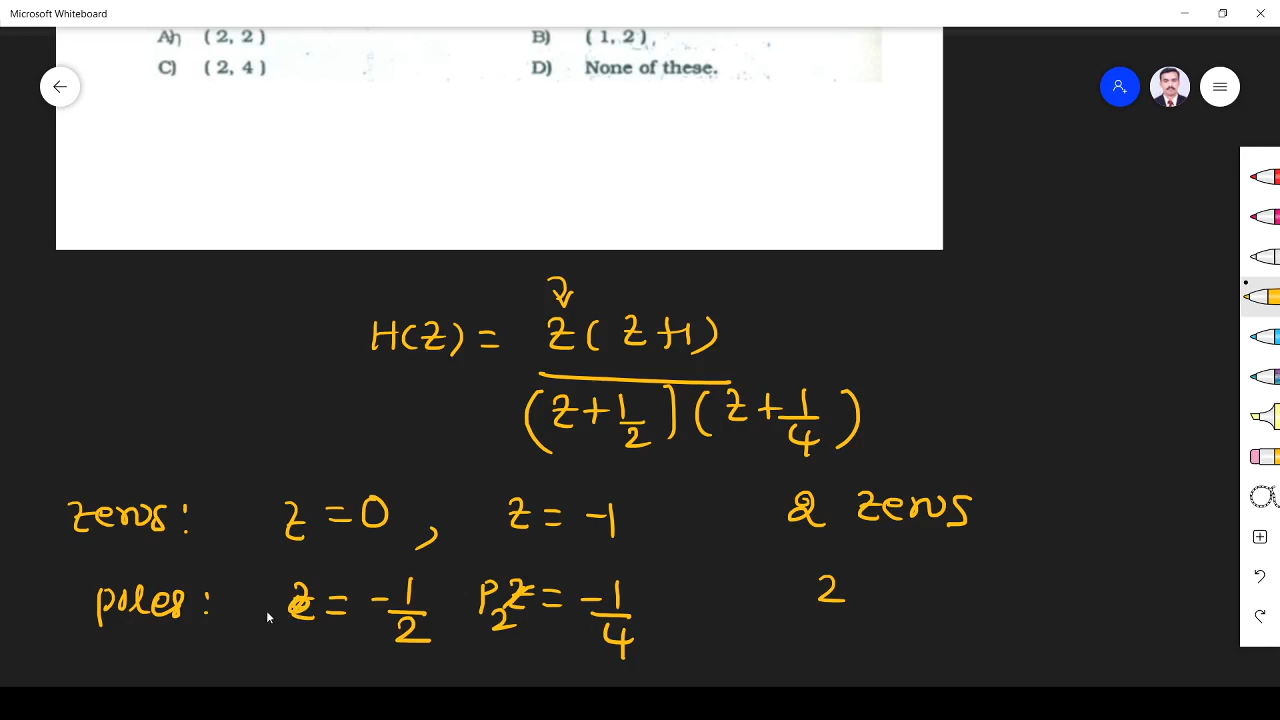 Microsoft Whiteboard
A) (2, 2) B) (1, 2).
C) (2, 4) D) None of these.
H(Z) = Z(Z+1)
(Z+1/2)(Z+1/4)
Zeros: Z = 0, Z = -1 2 Zeros
poles: = -1/2 P2 = -1/4 2